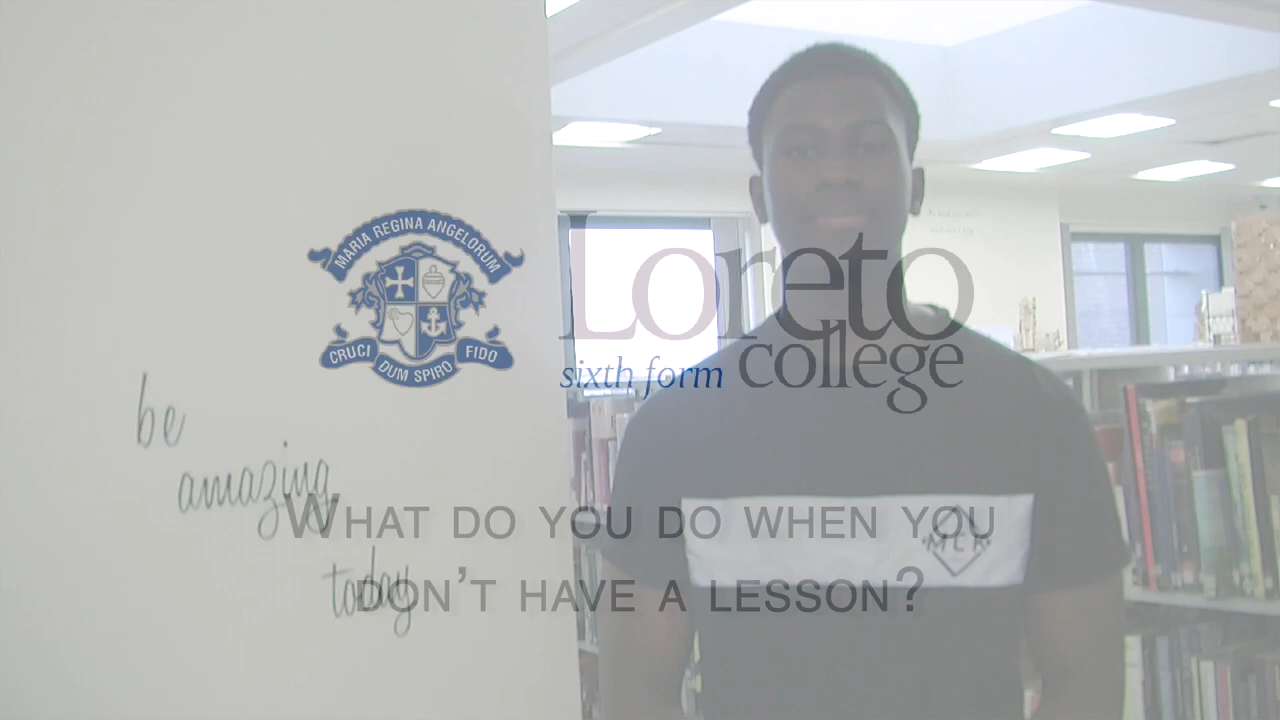 MARIA REGINA ANGELORUM
CRUCI DUM SPIRO FIDO
Loreto
sixth form college
be
amazing
today
WHAT DO YOU DO WHEN YOU
DON'T HAVE A LESSON?
MCR